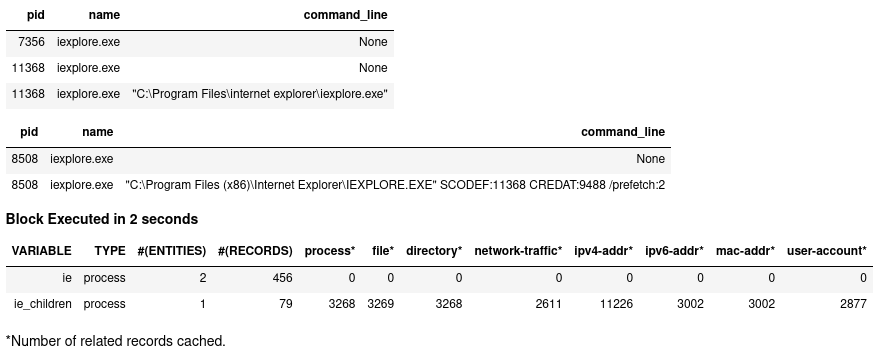 pid name command_line
7356 iexplore.exe None
11368 iexplore.exe None
11368 iexplore.exe "C:\Program Files\internet explorer\iexplore.exe"
pid name command_line
8508 iexplore.exe None
8508 iexplore.exe "C:\Program Files (x86)\Internet Explorer\IEXPLORE.EXE" SCODEF:11368 CREDAT:9488 /prefetch:2
Block Executed in 2 seconds
VARIABLE TYPE #(ENTITIES) #(RECORDS) process* file* directory* network-traffic* ipv4-addr* ipv6-addr* mac-addr* user-account*
ie process 2 456 0 0 0 0 0 0 0 0
ie_children process 1 79 3268 3269 3268 2611 11226 3002 3002 2877
*Number of related records cached.